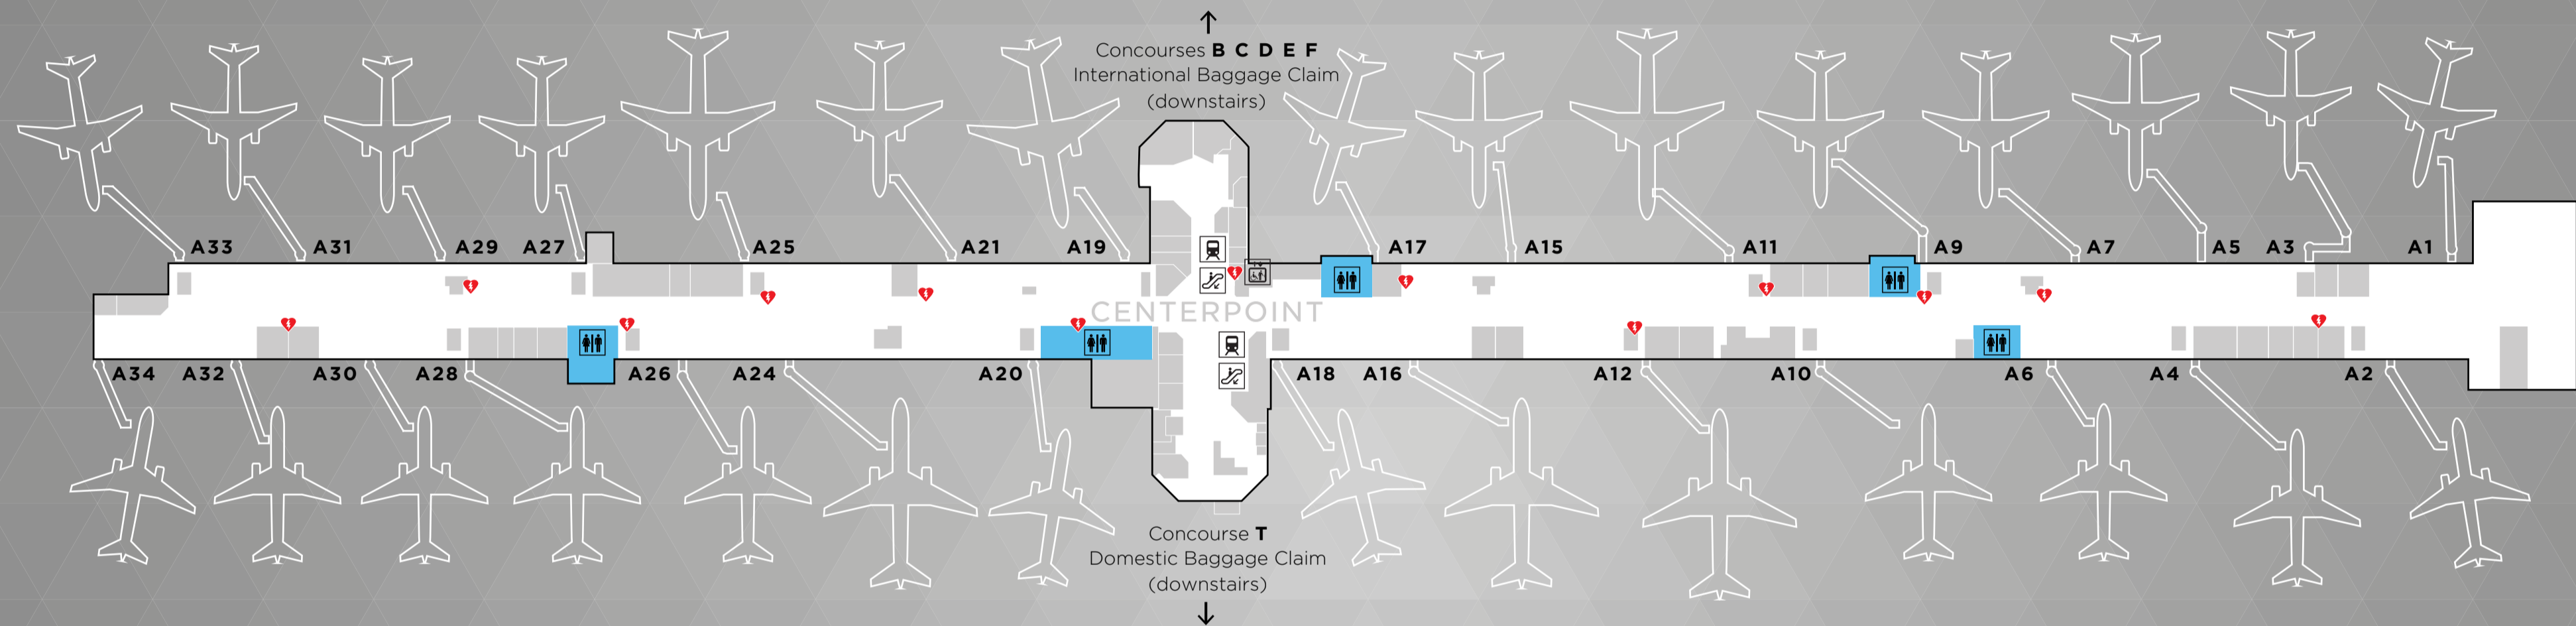 Concourses B C D E F
International Baggage Claim
(downstairs)
A33 A31 A29 A27 A25 A21 A19 A17 A15 A11 A9 A7 A5 A3 A1
CENTERPOINT
A34 A32 A30 A28 A26 A24 A20 A18 A16 A12 A10 A6 A4 A2
Concourse T
Domestic Baggage Claim
(downstairs)